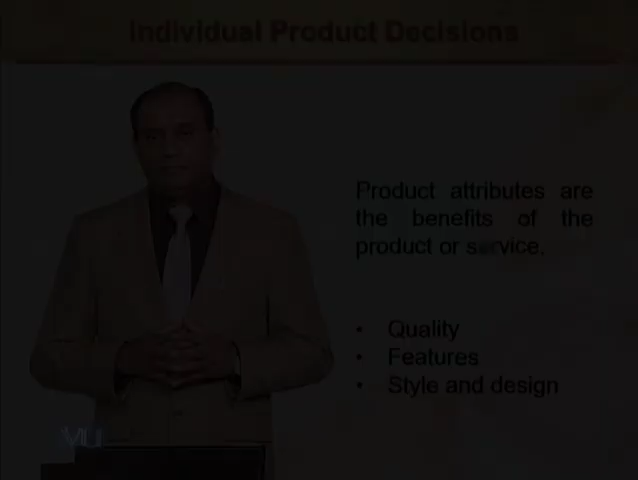 Individual Product Decisions
Product attributes are
the benefits of the
product or service.
• Quality
• Features
• Style and design
VU